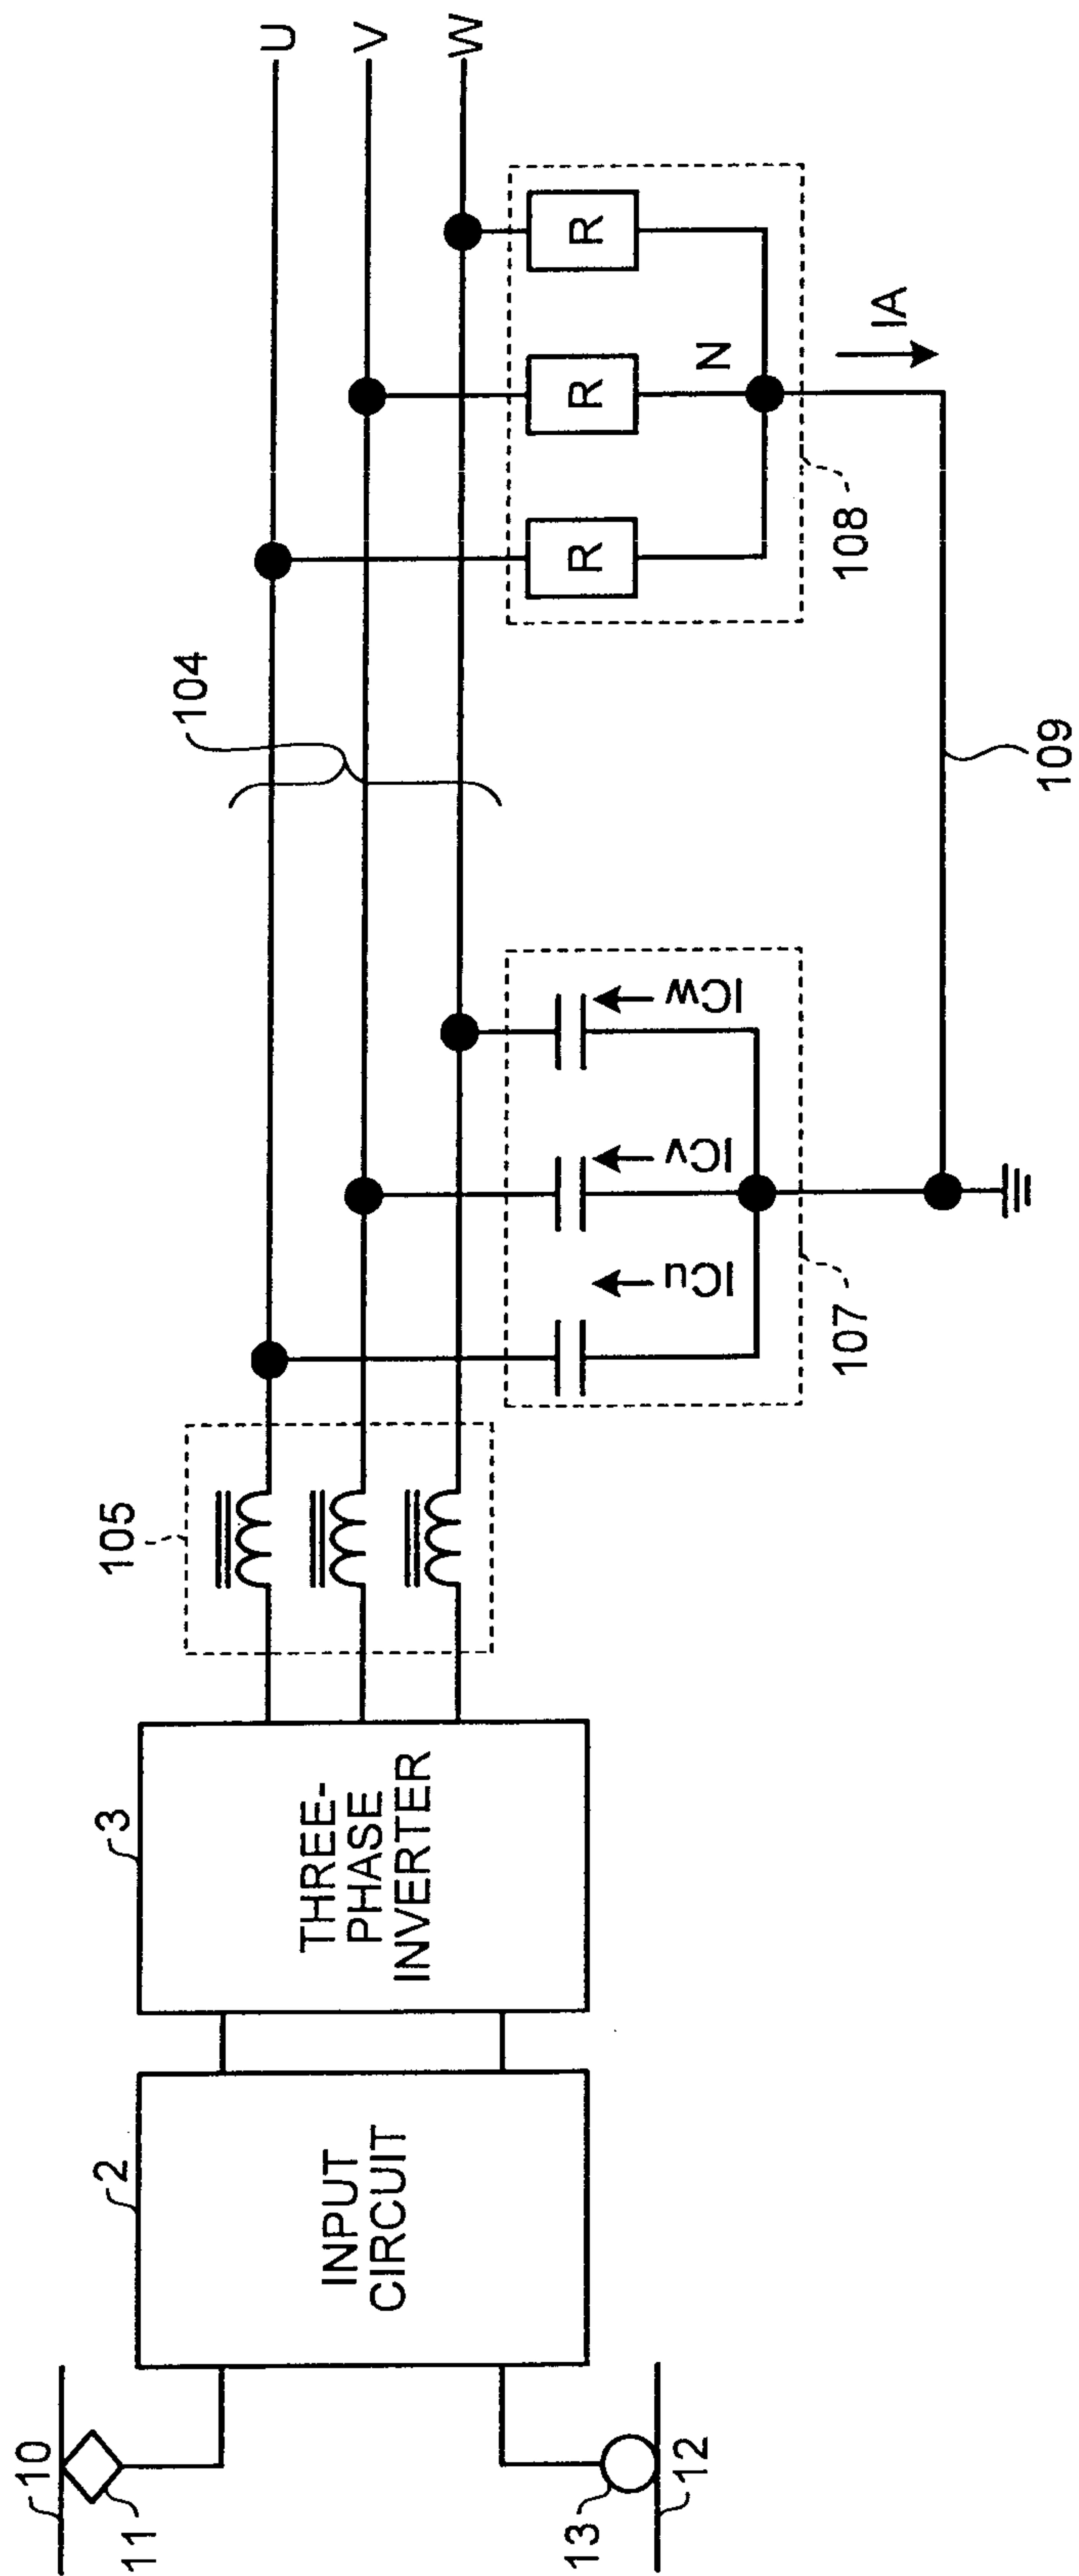 10
11
2
INPUT
CIRCUIT
13
12
3
THREE-
PHASE
INVERTER
105
104
U
V
W
ICu
ICv
ICw
107
R
R
R
N
108
IA
109